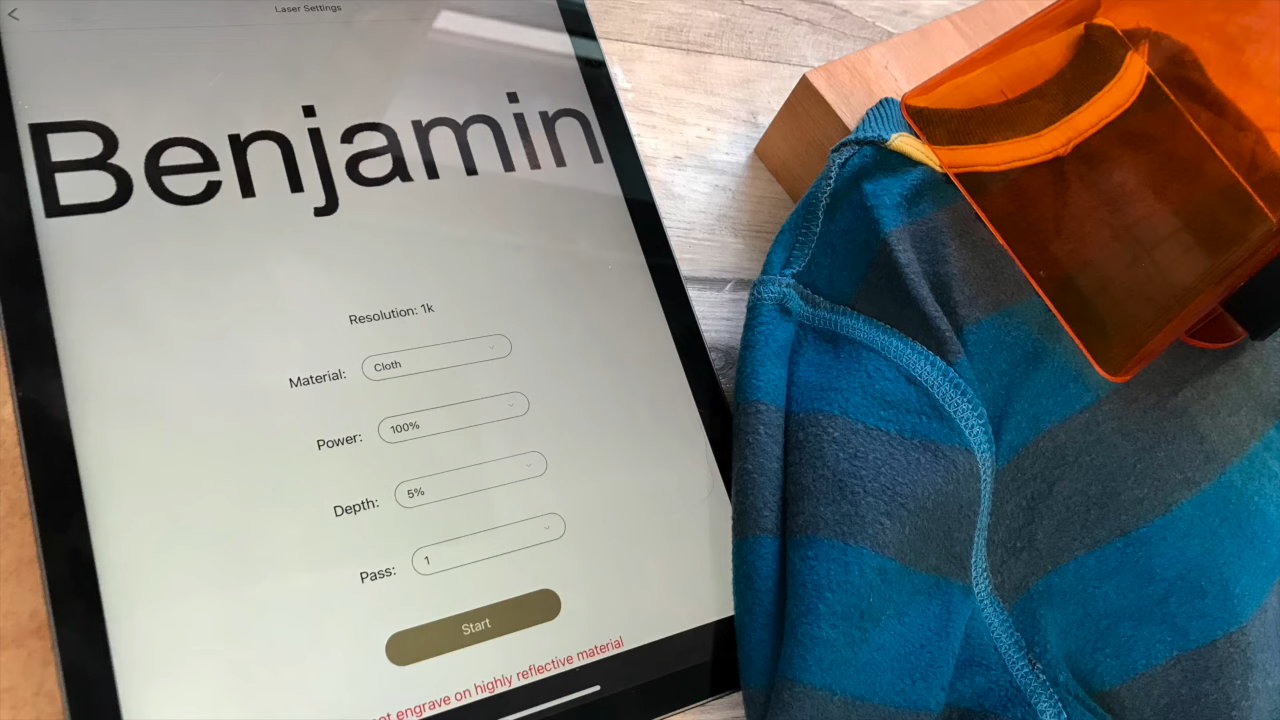 Laser Settings
Benjamin
Resolution: 1k
Material: Cloth
Power: 100%
Depth: 5%
Pass: 1
Start
engrave on highly reflective material